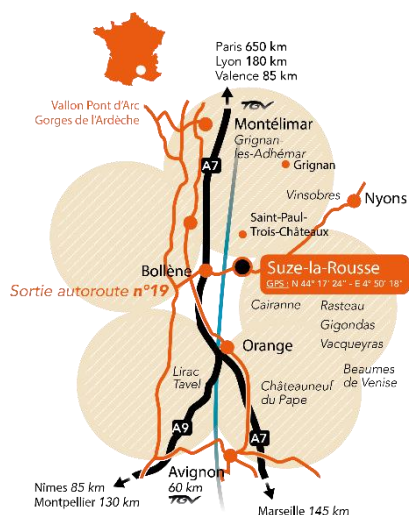 Paris 650 km
Lyon 180 km
Valence 85 km
TGV
Vallon Pont d'Arc
Gorges de l'Ardèche
Montélimar
Grignan-
les-Adhémar
A7
Grignan
Vinsobres
Nyons
Saint-Paul-
Trois-Châteaux
Bollène
Suze-la-Rousse
GPS : N 44° 17' 24" - E 4° 50' 18"
Sortie autoroute n°19
Cairanne
Rasteau
Gigondas
Vacqueyras
Orange
Beaumes
de Venise
Lirac
Tavel
Châteauneuf
du Pape
A9
A7
Avignon
60 km
TGV
Nîmes 85 km
Montpellier 130 km
Marseille 145 km